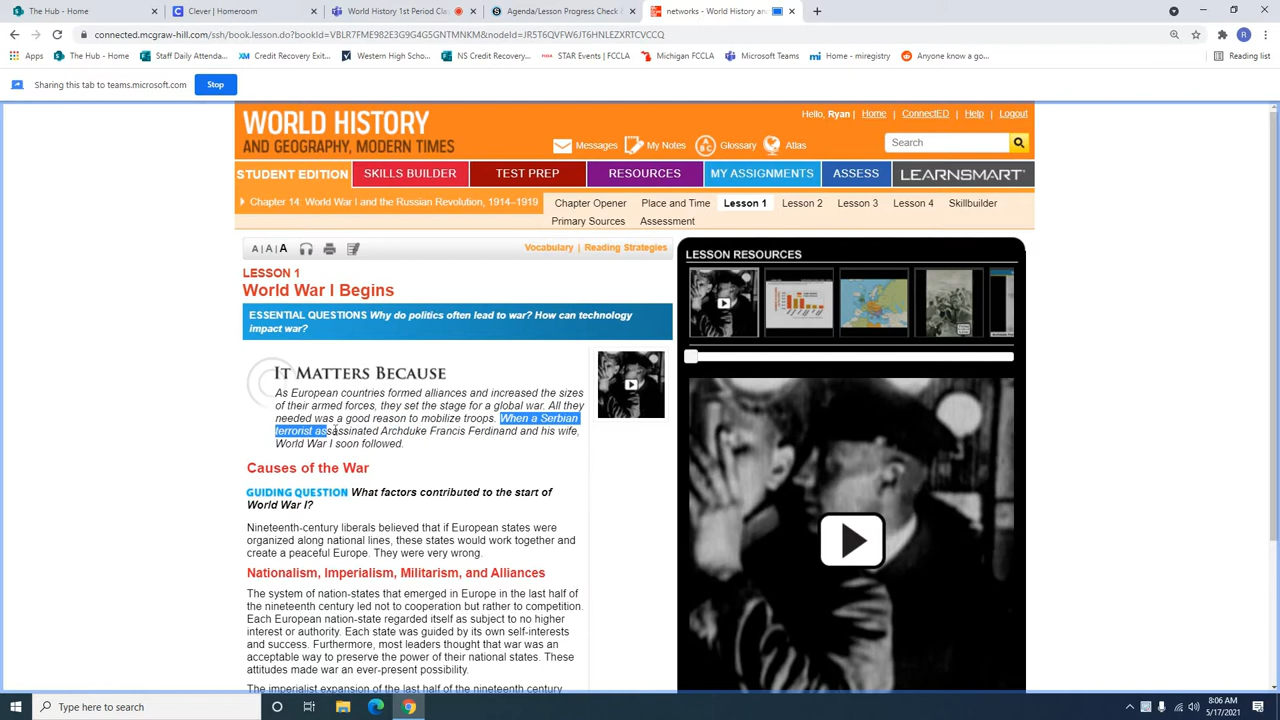 The Hub - Home
Clever | Homeroom
World History 1st Period Clas
Agenda/Lesson Progress Check &
networks - World History an
connected.mcgraw-hill.com/ssh/book.lesson.do?bookId=VBLR7FME982E3G9G4G5GNTMNKM&nodeId=JR5T6QVFW6JT6HNLEZXRTCVCCQ
Apps
The Hub - Home
Staff Daily Attenda...
Credit Recovery Exit...
Western High Scho...
NS Credit Recovery...
STAR Events | FCCLA
Michigan FCCLA
Microsoft Teams
Home - miregistry
Anyone know a go...
Reading list
Sharing this tab to teams.microsoft.com
Stop
WORLD HISTORY
AND GEOGRAPHY, MODERN TIMES
Hello, Ryan | Home | ConnectED | Help | Logout
Messages
My Notes
Glossary
Atlas
Search
STUDENT EDITION
SKILLS BUILDER
TEST PREP
RESOURCES
MY ASSIGNMENTS
ASSESS
LEARNSMART
Chapter 14: World War I and the Russian Revolution, 1914–1919
Chapter Opener
Place and Time
Lesson 1
Lesson 2
Lesson 3
Lesson 4
Skillbuilder
Primary Sources
Assessment
A | A | A
Vocabulary | Reading Strategies
LESSON 1
World War I Begins
ESSENTIAL QUESTIONS Why do politics often lead to war? How can technology
impact war?
IT MATTERS BECAUSE
As European countries formed alliances and increased the sizes
of their armed forces, they set the stage for a global war. All they
needed was a good reason to mobilize troops. When a Serbian
terrorist assassinated Archduke Francis Ferdinand and his wife,
World War I soon followed.
Causes of the War
GUIDING QUESTION What factors contributed to the start of
World War I?
Nineteenth-century liberals believed that if European states were
organized along national lines, these states would work together and
create a peaceful Europe. They were very wrong.
Nationalism, Imperialism, Militarism, and Alliances
The system of nation-states that emerged in Europe in the last half of
the nineteenth century led not to cooperation but rather to competition.
Each European nation-state regarded itself as subject to no higher
interest or authority. Each state was guided by its own self-interests
and success. Furthermore, most leaders thought that war was an
acceptable way to preserve the power of their national states. These
attitudes made war an ever-present possibility.
The imperialist expansion of the last half of the nineteenth century
LESSON RESOURCES
Type here to search
8:06 AM
5/17/2021